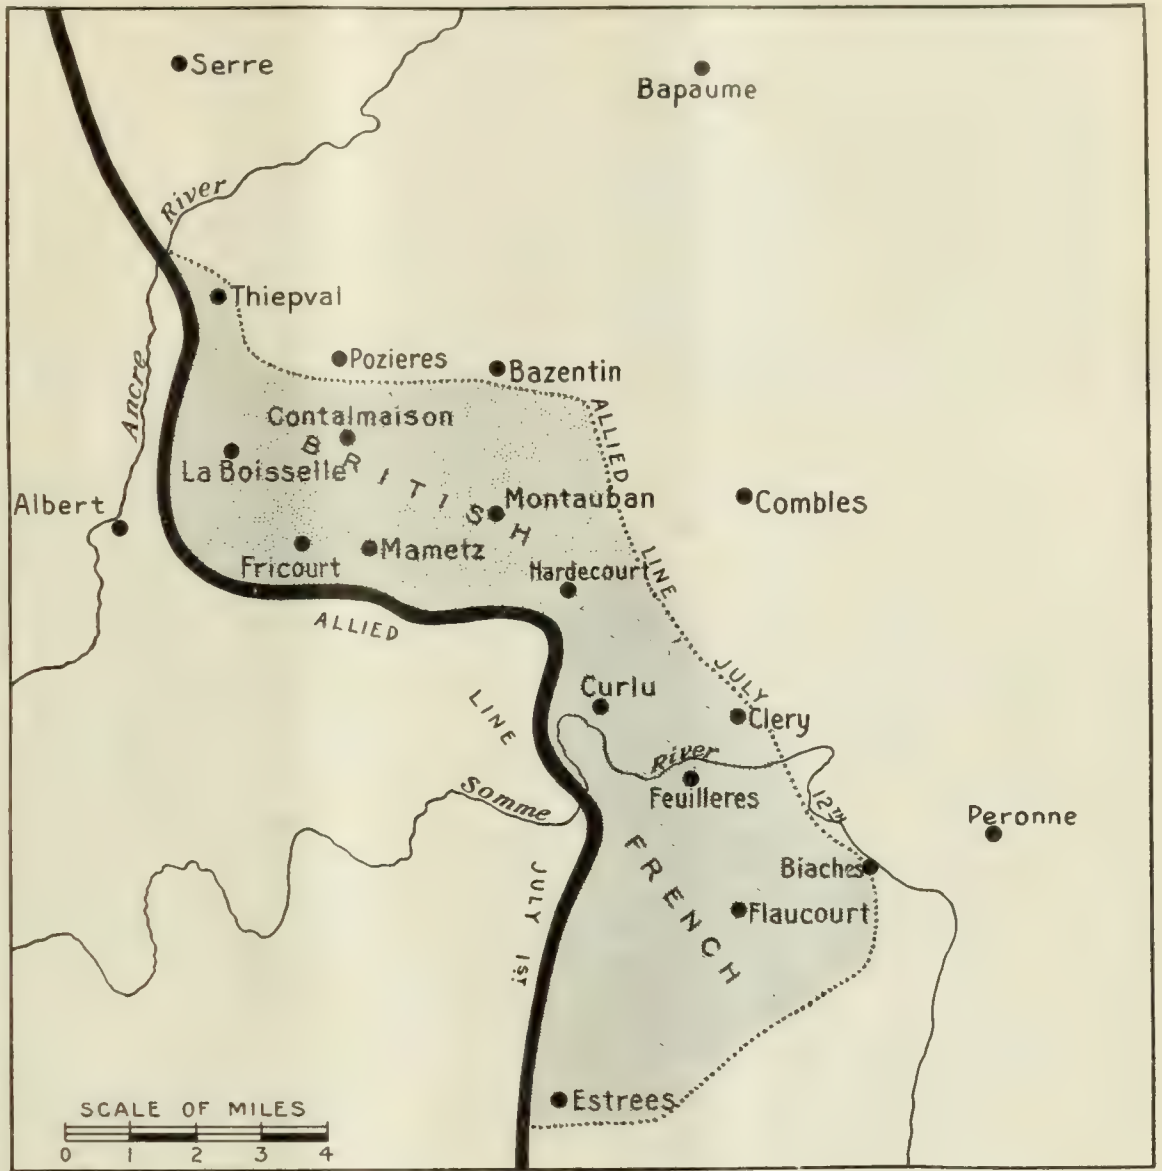 Serre
Bapaume
River
Thiepval
Pozieres
Bazentin
Ancre
Contalmaison
ALLIED
BRITISH
La Boisselle
Montauban
Combles
Albert
Fricourt
Mametz
Hardecourt
LINE
ALLIED
JULY
Curlu
Clery
LINE
River
Somme
Feuilleres
12TH
Peronne
FRENCH
Biaches
JULY
Flaucourt
1ST
Estrees
SCALE OF MILES
0 1 2 3 4